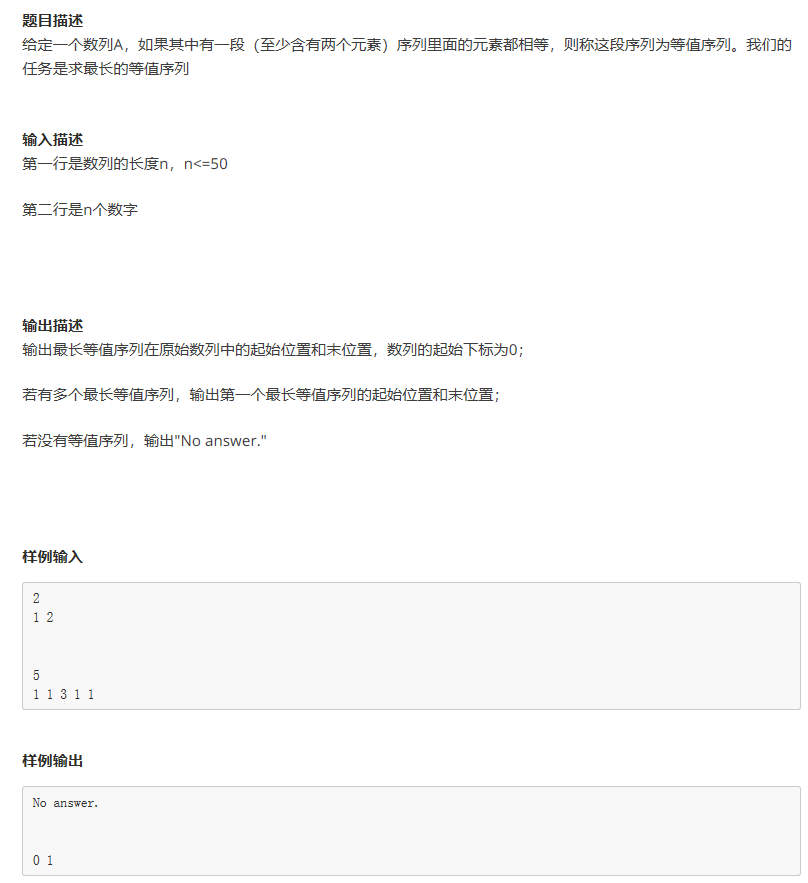 题目描述
给定一个数列A，如果其中有一段（至少含有两个元素）序列里面的元素都相等，则称这段序列为等值序列。我们的
任务是求最长的等值序列
输入描述
第一行是数列的长度n，n<=50
第二行是n个数字
输出描述
输出最长等值序列在原始数列中的起始位置和末位置，数列的起始下标为0；
若有多个最长等值序列，输出第一个最长等值序列的起始位置和末位置；
若没有等值序列，输出"No answer."
样例输入
2
1 2
5
1 1 3 1 1
样例输出
No answer.
0 1